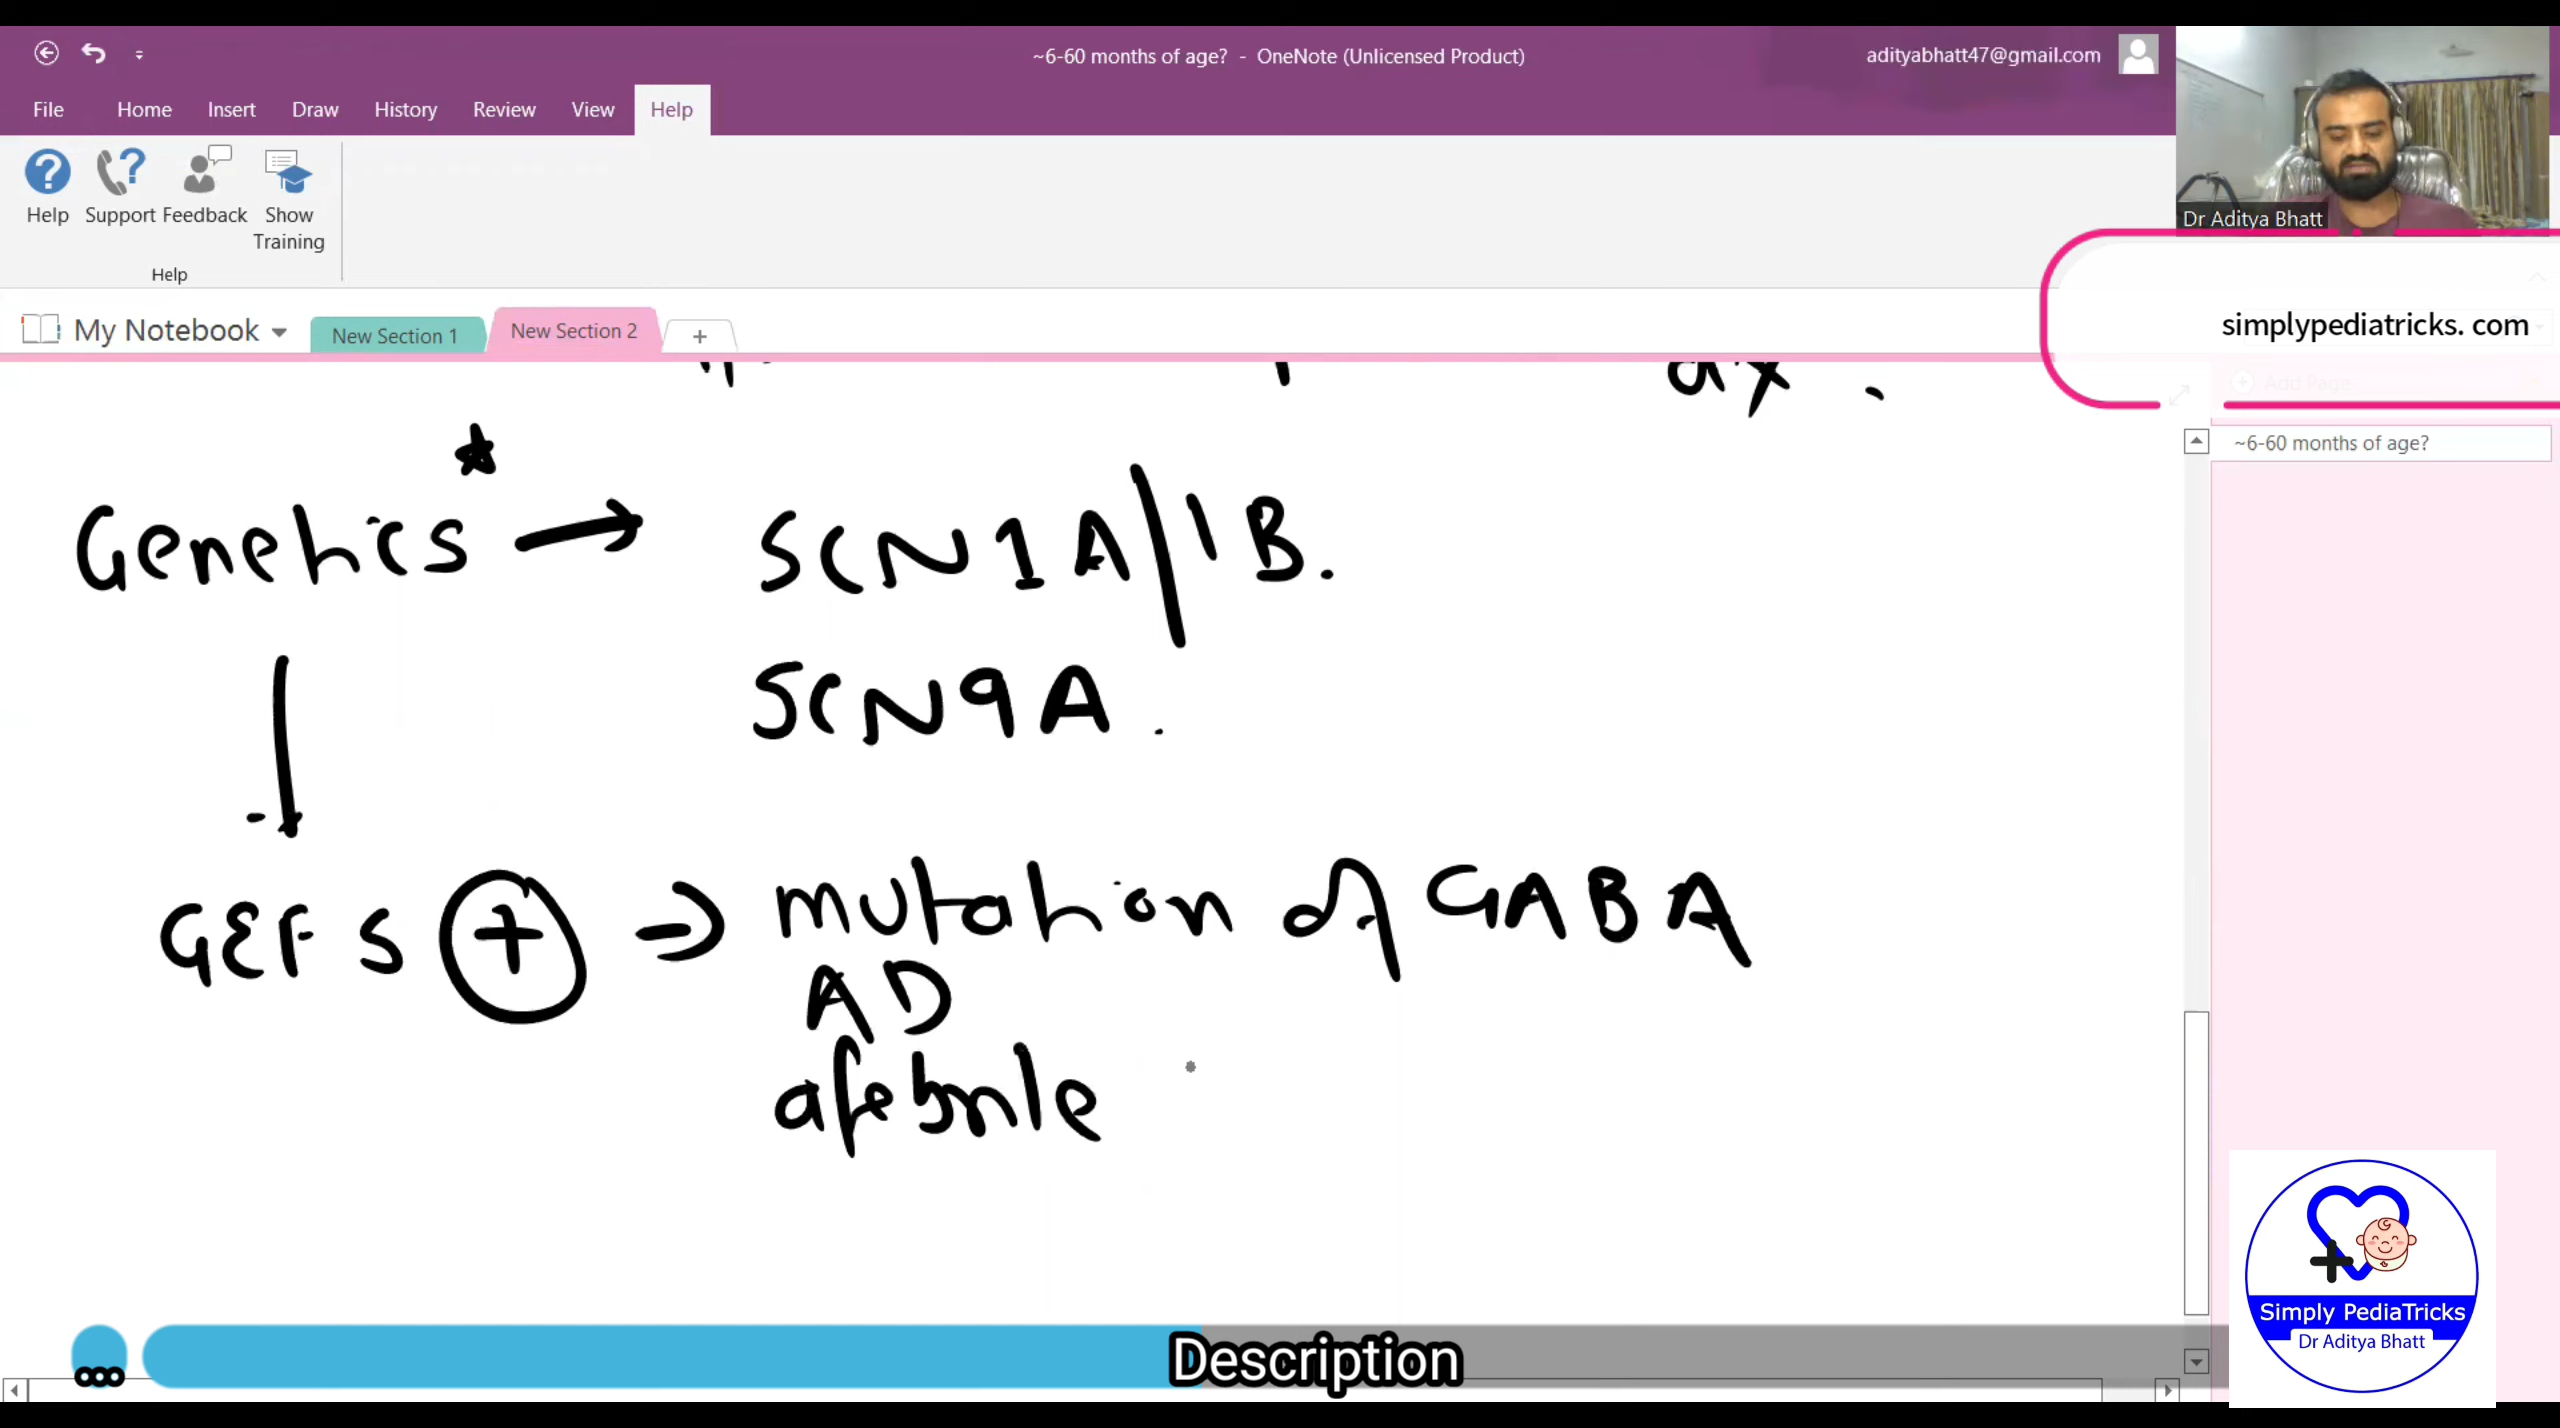 ~6-60 months of age? - OneNote (Unlicensed Product)
adityabhatt47@gmail.com
File Home Insert Draw History Review View Help
Help Support Feedback Show Training
Help
Dr Aditya Bhatt
simplypediatricks. com
My Notebook New Section 1 New Section 2 +
Add Page
~6-60 months of age?
Genetics → SCN1A/1B.
SCN9A.
GEFS + → mutation of GABA
AD
afebrile
Description
Simply PediaTricks
Dr Aditya Bhatt